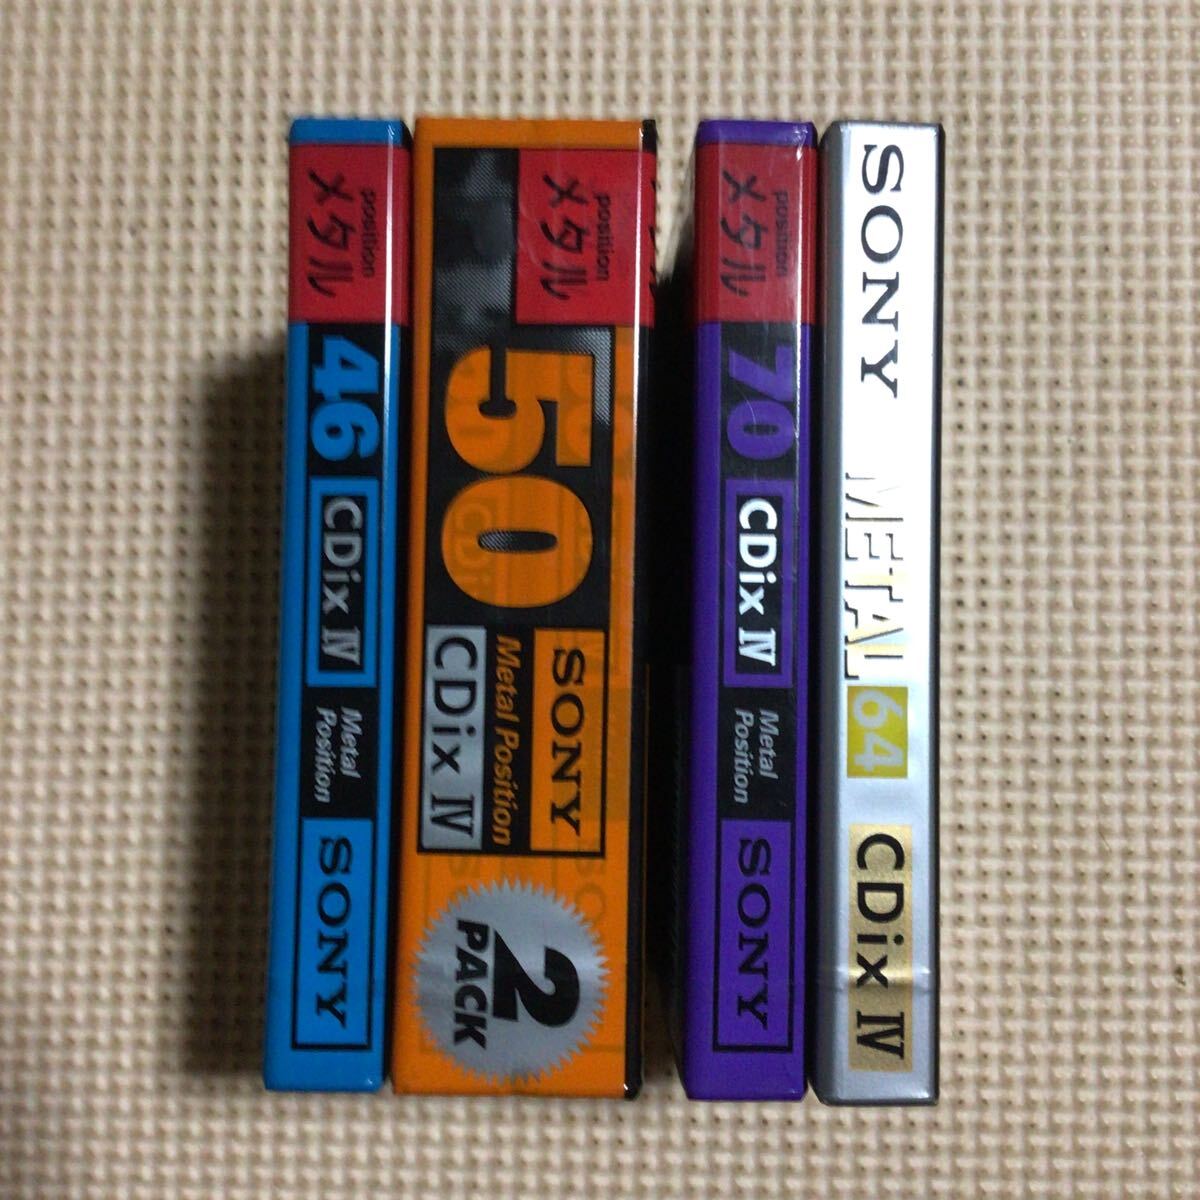 メタル
position
46
CDix IV
Metal
Position
SONY
メタル
position
50
SONY
Metal Position
CDix IV
2
PACK
メタル
position
70
CDix IV
Metal
Position
SONY
SONY
METAL 64
CDix IV